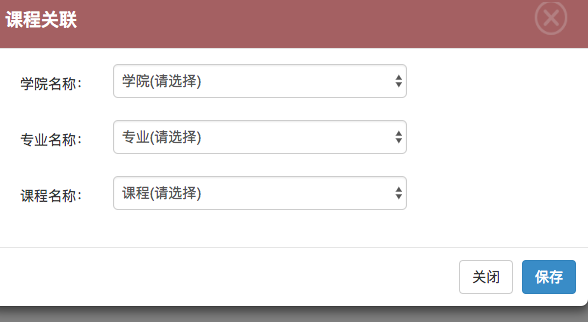 课程关联
学院名称：
学院(请选择)
专业名称：
专业(请选择)
课程名称：
课程(请选择)
关闭
保存